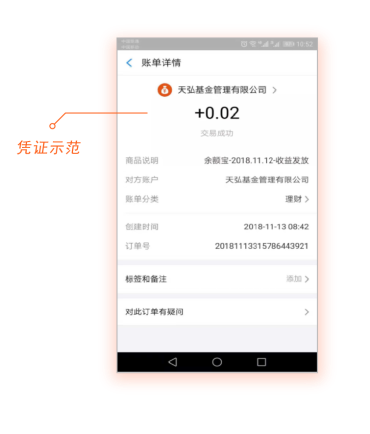 10:52
账单详情
天弘基金管理有限公司
+0.02
交易成功
凭证示范
商品说明 余额宝-2018.11.12-收益发放
对方账户 天弘基金管理有限公司
账单分类 理财
创建时间 2018-11-13 08:42
订单号 20181113315786443921
标签和备注 添加
对此订单有疑问